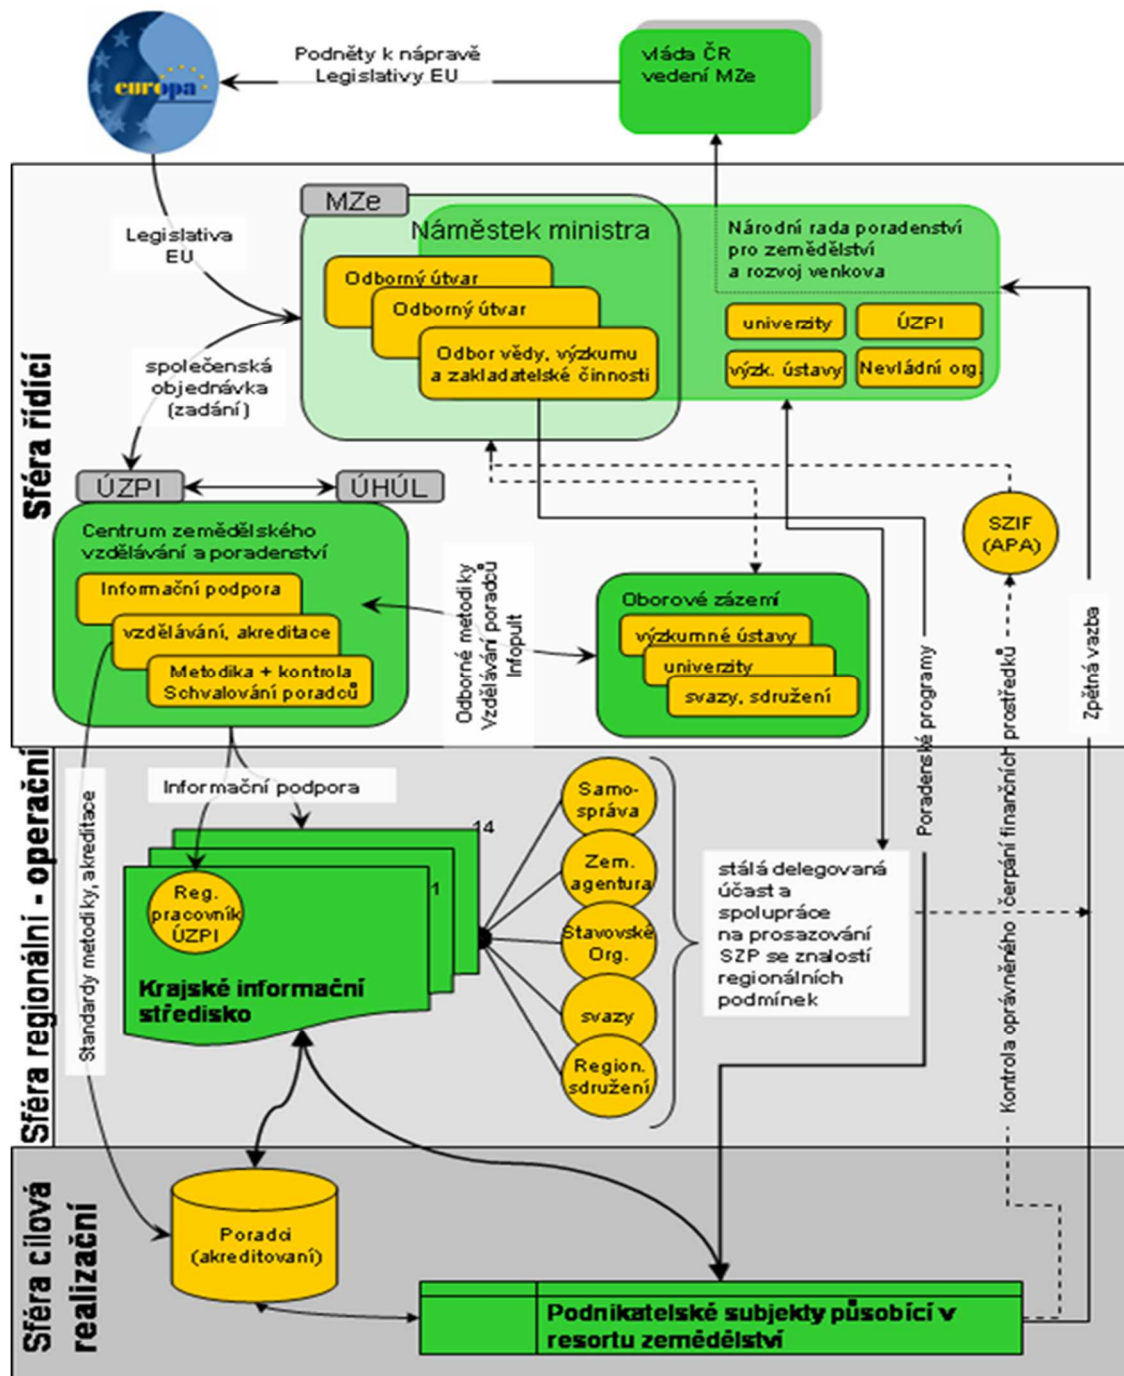 europa
Podněty k nápravě
Legislativy EU
vláda ČR
vedení MZe
Sféra řídící
Legislativa
EU
MZe
Náměstek ministra
Odborný útvar
Odborný útvar
Odbor vědy, výzkumu
a zakladatelské činnosti
Národní rada poradenství
pro zemědělství
a rozvoj venkova
univerzity
ÚZPI
výzk. ústavy
Nevládní org.
společenská
objednávka
(zadání)
ÚZPI
ÚHÚL
Centrum zemědělského
vzdělávání a poradenství
Informační podpora
vzdělávání, akreditace
Metodika + kontrola
Schvalování poradců
Odborné metodiky
Vzdělávání poradců
Infopult
Oborové zázemí
výzkumné ústavy
univerzity
svazy, sdružení
SZIF
(APA)
Poradenské programy
Kontrola oprávněného čerpání finančních prostředků
Zpětná vazba
Sféra regionální - operační
Standardy metodiky, akreditace
Informační podpora
14
1
Reg.
pracovník
ÚZPI
Krajské informační
středisko
Samo-
správa
Zem.
agentura
Stavovské
Org.
svazy
Region.
sdružení
stálá delegovaná
účast a
spolupráce
na prosazování
SZP se znalostí
regionálních
podmínek
Sféra cílová
realizační
Poradci
(akreditovaní)
Podnikatelské subjekty působící v
resortu zemědělství